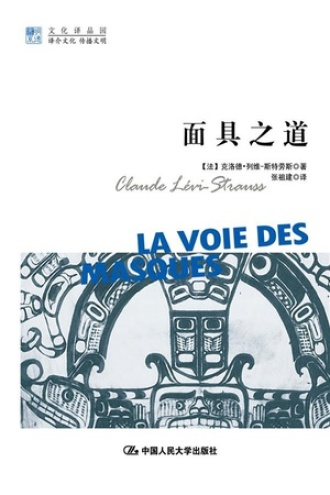 文化译品园
译介文化 传播文明
面具之道
【法】克洛德·列维-斯特劳斯◎著
张祖建◎译
Claude Lévi-Strauss
LA VOIE DES
MASQUES
中国人民大学出版社